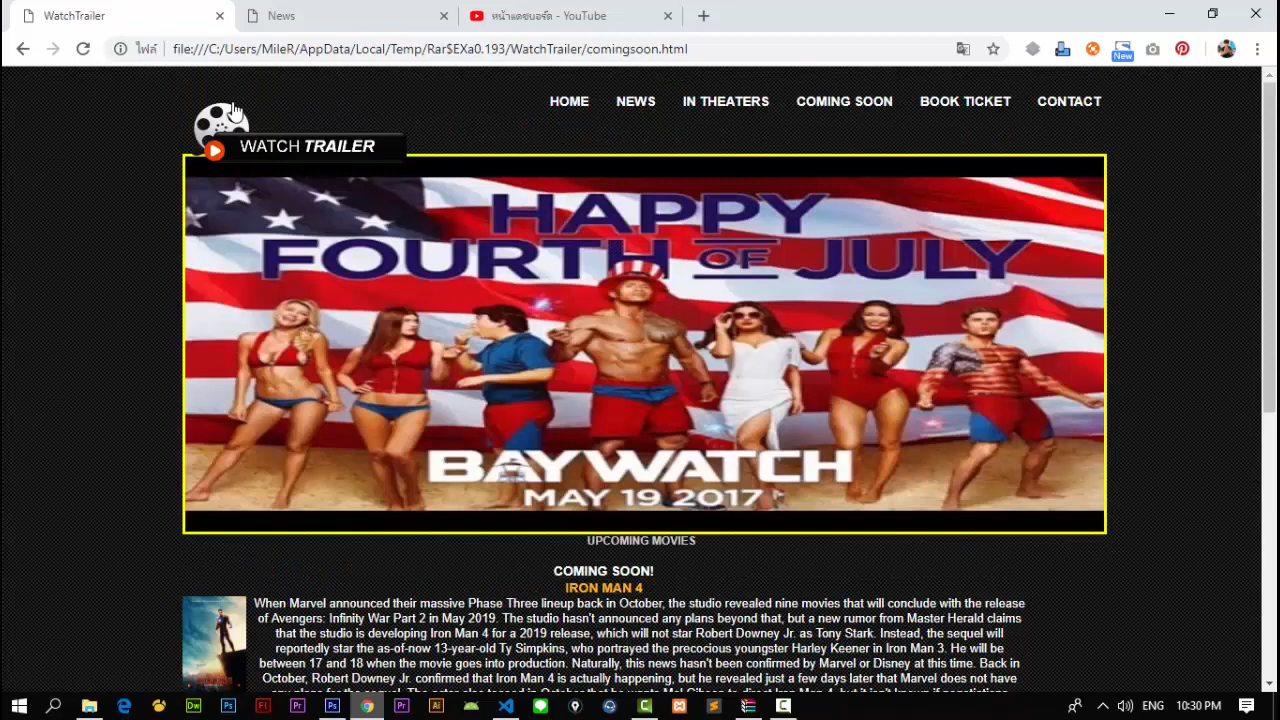 WatchTrailer
News
หน้าแดชบอร์ด - YouTube
ไฟล์
file:///C:/Users/MileR/AppData/Local/Temp/Rar$EXa0.193/WatchTrailer/comingsoon.html
New
HOME NEWS IN THEATERS COMING SOON BOOK TICKET CONTACT
WATCH TRAILER
HAPPY
FOURTH OF JULY
BAYWATCH
MAY 19 2017
UPCOMING MOVIES
COMING SOON!
IRON MAN 4
When Marvel announced their massive Phase Three lineup back in October, the studio revealed nine movies that will conclude with the release
of Avengers: Infinity War Part 2 in May 2019. The studio hasn't announced any plans beyond that, but a new rumor from Master Herald claims
that the studio is developing Iron Man 4 for a 2019 release, which will not star Robert Downey Jr. as Tony Stark. Instead, the sequel will
reportedly star the as-of-now 13-year-old Ty Simpkins, who portrayed the precocious youngster Harley Keener in Iron Man 3. He will be
between 17 and 18 when the movie goes into production. Naturally, this news hasn't been confirmed by Marvel or Disney at this time. Back in
October, Robert Downey Jr. confirmed that Iron Man 4 is actually happening, but he revealed just a few days later that Marvel does not have
Dw Ps Fl Pr Ps Pr Ai
ENG 10:30 PM